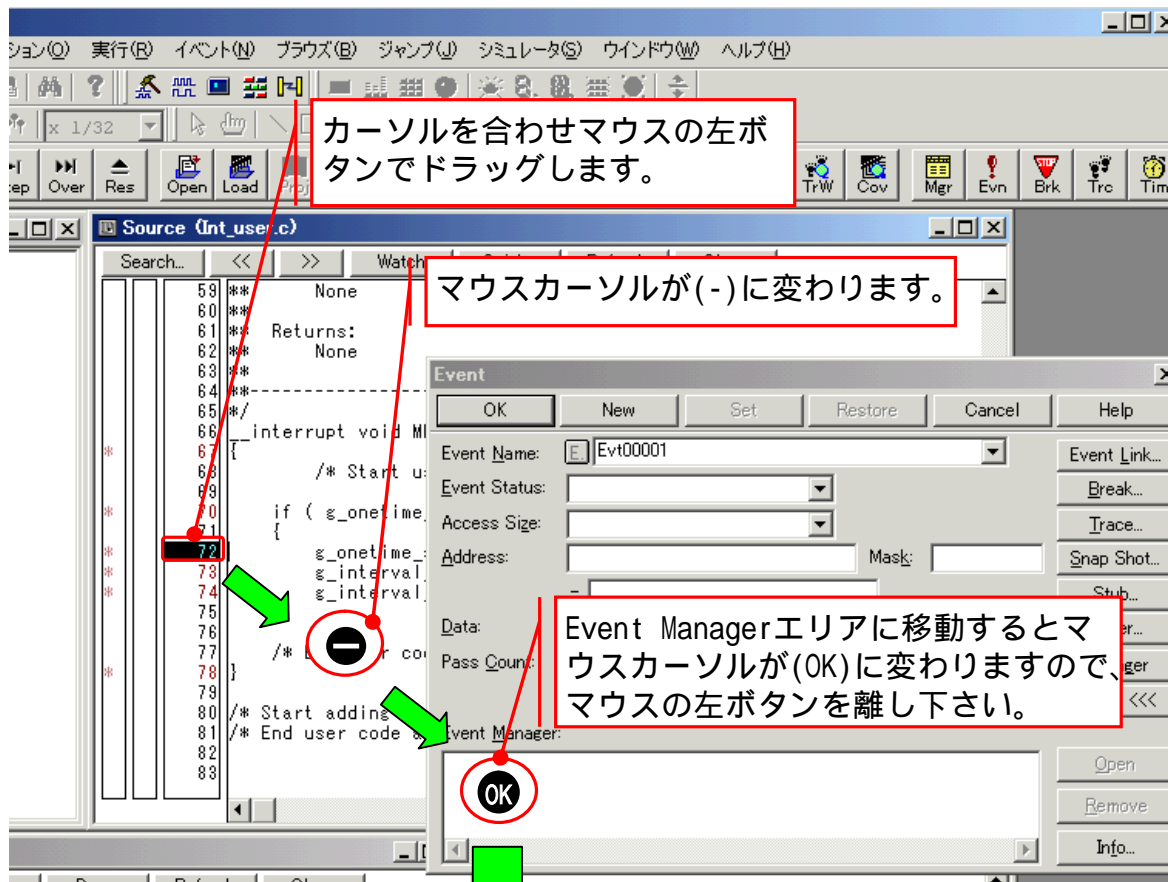 ション(O) 実行(R) イベント(N) ブラウズ(B) ジャンプ(J) シミュレータ(S) ウインドウ(W) ヘルプ(H)
x 1/32
カーソルを合わせマウスの左ボ
タンでドラッグします。
Over Res Open Load TrW Cov Mgr Evn Brk Trc Tim
Source (Int_user.c)
Search... << >> Watch
マウスカーソルが(-)に変わります。
59 ** None
60 **
61 ** Returns:
62 ** None
63 **
64 **---------------
65 */
66 __interrupt void
67 {
68 /* Start
69
70 if ( g_onetime_
71 {
72 g_onetime_
73 g_interval_
74 g_interval_
75
76
77 /*
78 }
79
80 /* Start adding
81 /* End user code
82
83
Event
OK New Set Restore Cancel Help
Event Name: E. Evt00001 Event Link...
Event Status: Break...
Access Size: Trace...
Address: Mask: Snap Shot...
Data:
Pass Count:
<<<
Event Managerエリアに移動するとマ
ウスカーソルが(OK)に変わりますので、
マウスの左ボタンを離し下さい。
Event Manager:
OK
Open
Remove
Info...